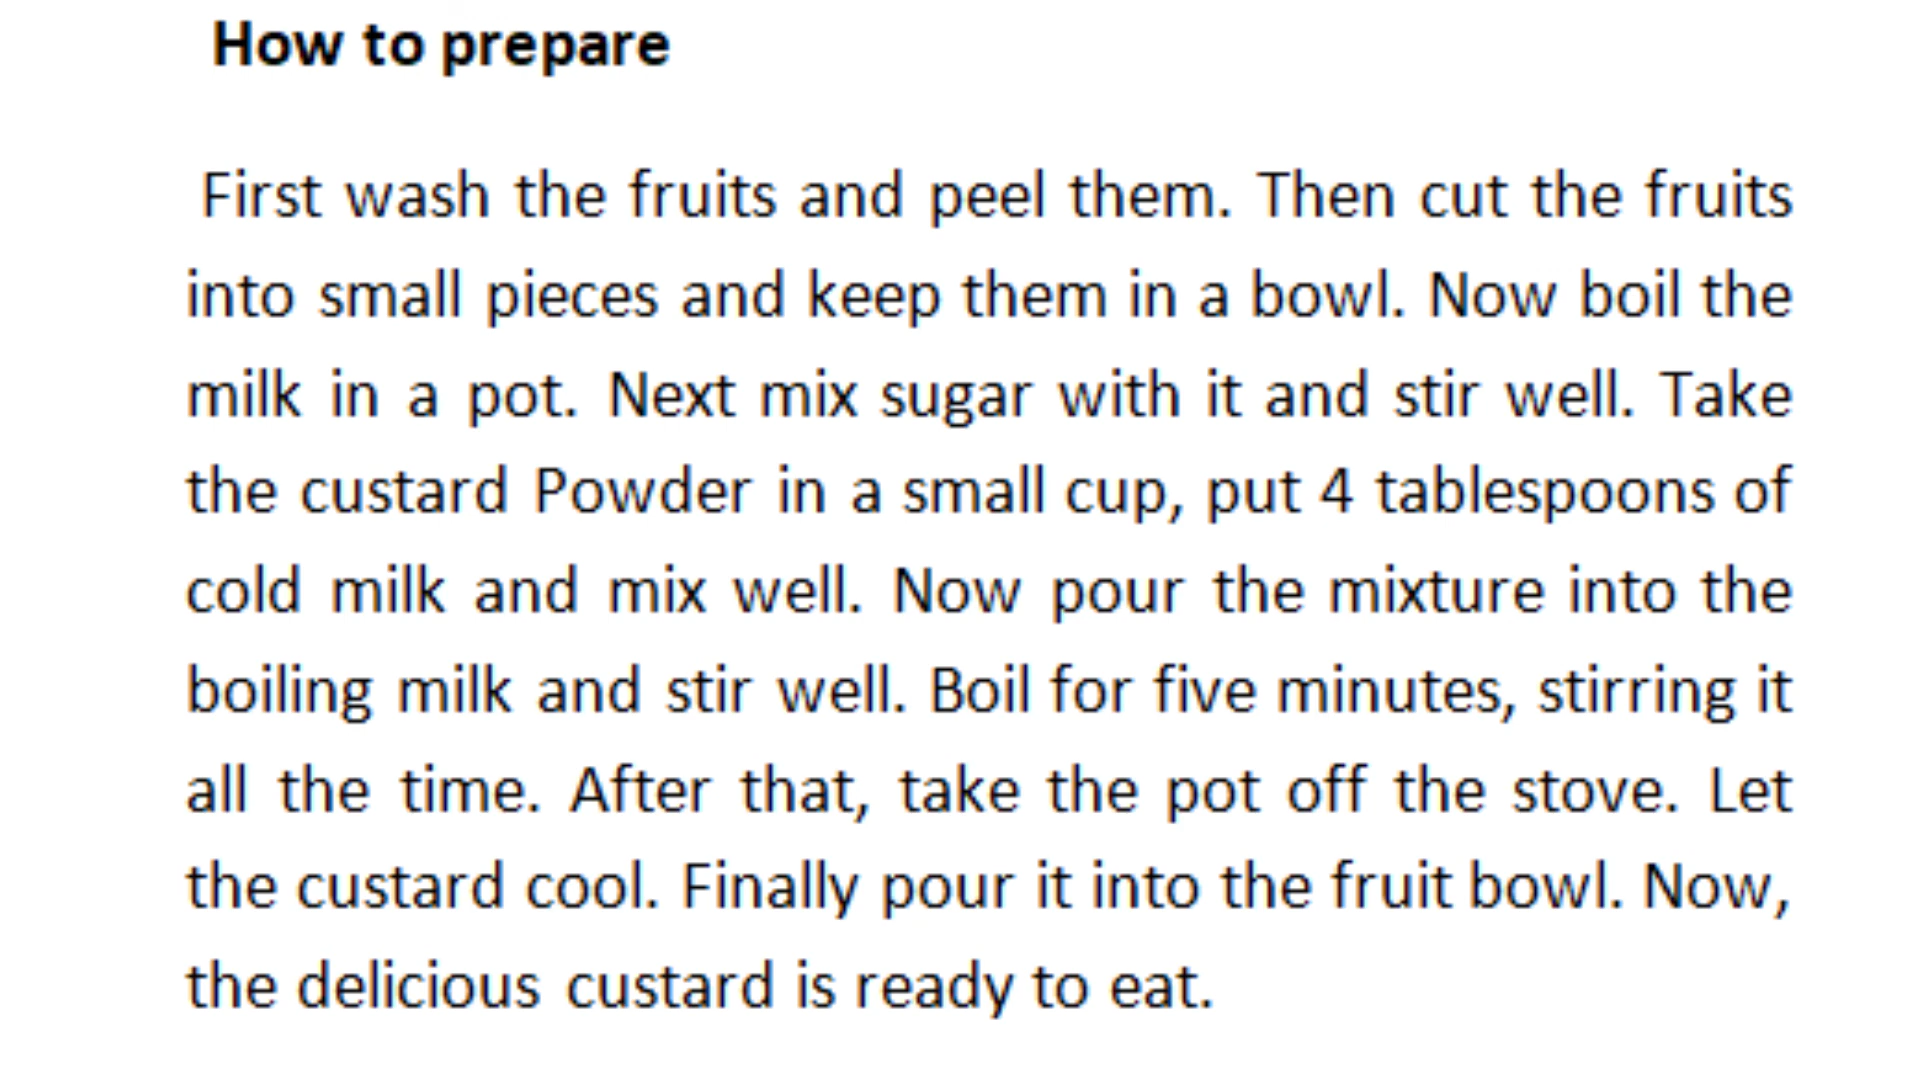 How to prepare
First wash the fruits and peel them. Then cut the fruits
into small pieces and keep them in a bowl. Now boil the
milk in a pot. Next mix sugar with it and stir well. Take
the custard Powder in a small cup, put 4 tablespoons of
cold milk and mix well. Now pour the mixture into the
boiling milk and stir well. Boil for five minutes, stirring it
all the time. After that, take the pot off the stove. Let
the custard cool. Finally pour it into the fruit bowl. Now,
the delicious custard is ready to eat.